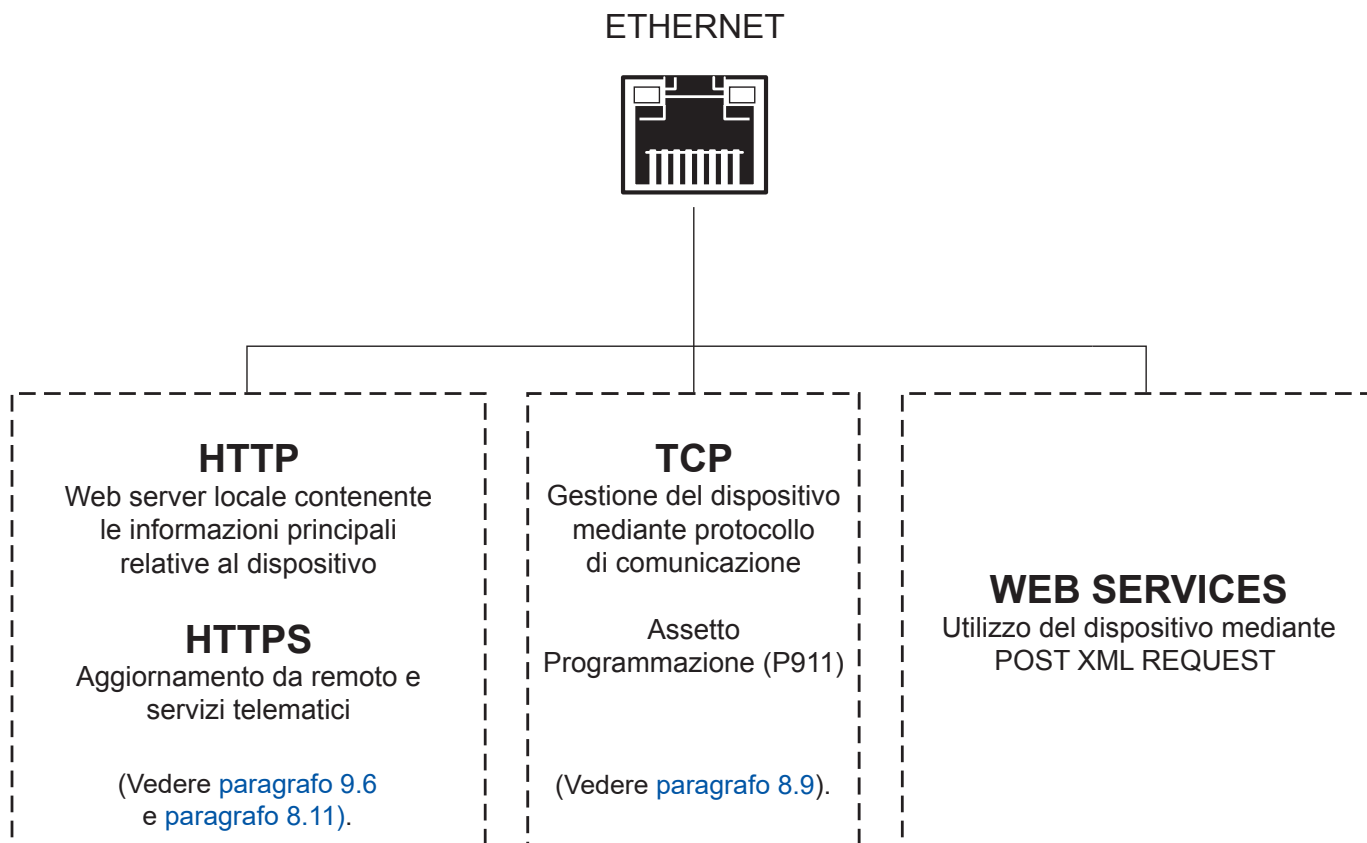 ETHERNET
HTTP
Web server locale contenente
le informazioni principali
relative al dispositivo
HTTPS
Aggiornamento da remoto e
servizi telematici
(Vedere paragrafo 9.6
e paragrafo 8.11).
TCP
Gestione del dispositivo
mediante protocollo
di comunicazione
Assetto
Programmazione (P911)
(Vedere paragrafo 8.9).
WEB SERVICES
Utilizzo del dispositivo mediante
POST XML REQUEST